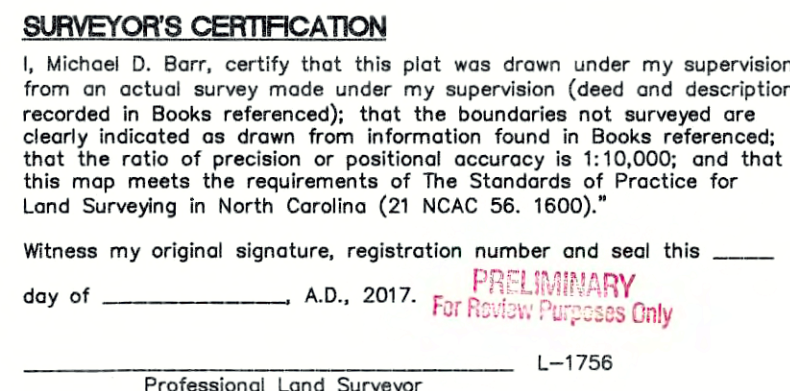 SURVEYOR'S CERTIFICATION
I, Michael D. Barr, certify that this plat was drawn under my supervision
from an actual survey made under my supervision (deed and description
recorded in Books referenced); that the boundaries not surveyed are
clearly indicated as drawn from information found in Books referenced;
that the ratio of precision or positional accuracy is 1:10,000; and that
this map meets the requirements of The Standards of Practice for
Land Surveying in North Carolina (21 NCAC 56. 1600)."
Witness my original signature, registration number and seal this _____
day of _______________, A.D., 2017.
PRELIMINARY
For Review Purposes Only
________________________________________ L-1756
Professional Land Surveyor